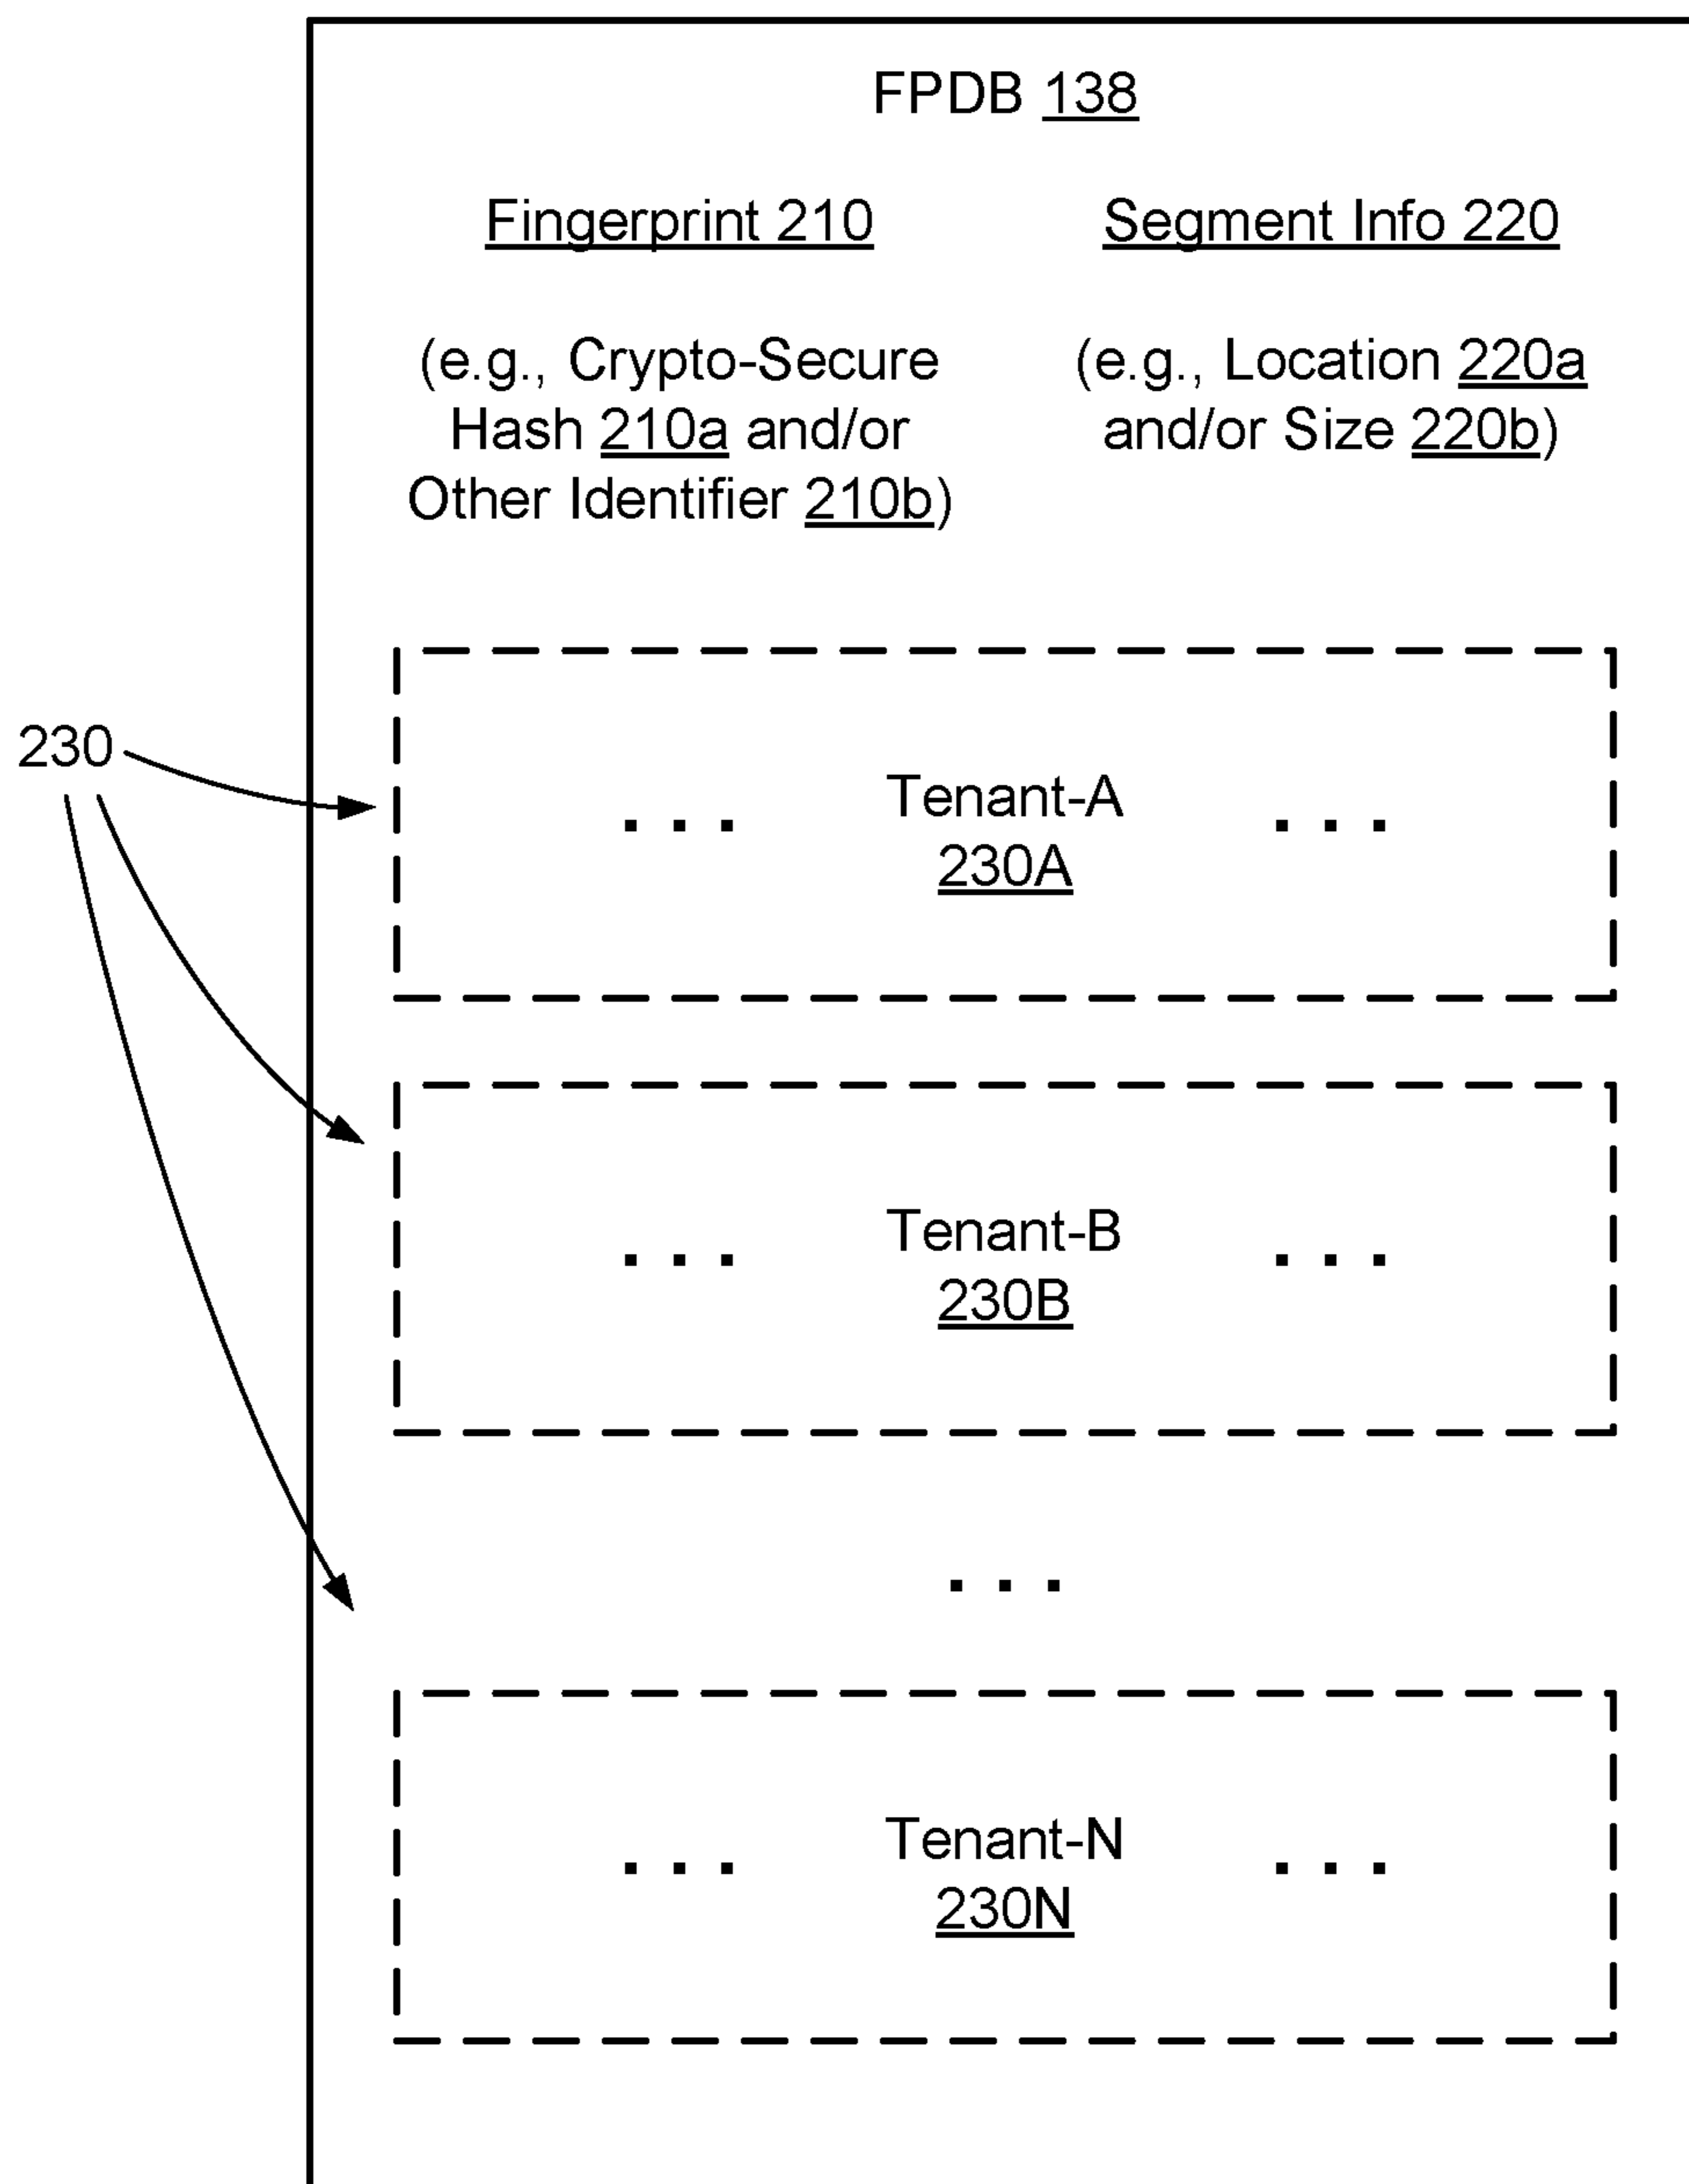 FPDB 138
Fingerprint 210 Segment Info 220
(e.g., Crypto-Secure
Hash 210a and/or
Other Identifier 210b)
(e.g., Location 220a
and/or Size 220b)
230
Tenant-A
... ...
230A
Tenant-B
... ...
230B
...
Tenant-N
... ...
230N